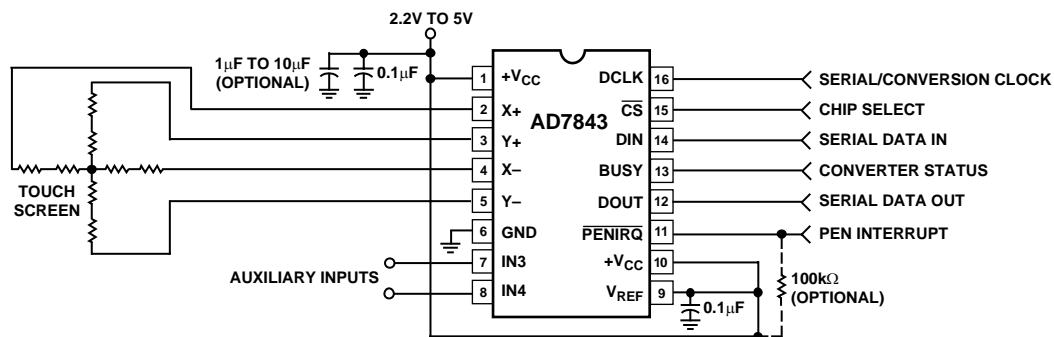 2.2V TO 5V
1μF TO 10μF
(OPTIONAL)
0.1μF
TOUCH
SCREEN
AUXILIARY INPUTS
AD7843
1 +VCC
2 X+
3 Y+
4 X–
5 Y–
6 GND
7 IN3
8 IN4
DCLK 16 SERIAL/CONVERSION CLOCK
CS 15 CHIP SELECT
DIN 14 SERIAL DATA IN
BUSY 13 CONVERTER STATUS
DOUT 12 SERIAL DATA OUT
PENIRQ 11 PEN INTERRUPT
+VCC 10
VREF 9
0.1μF
100kΩ
(OPTIONAL)